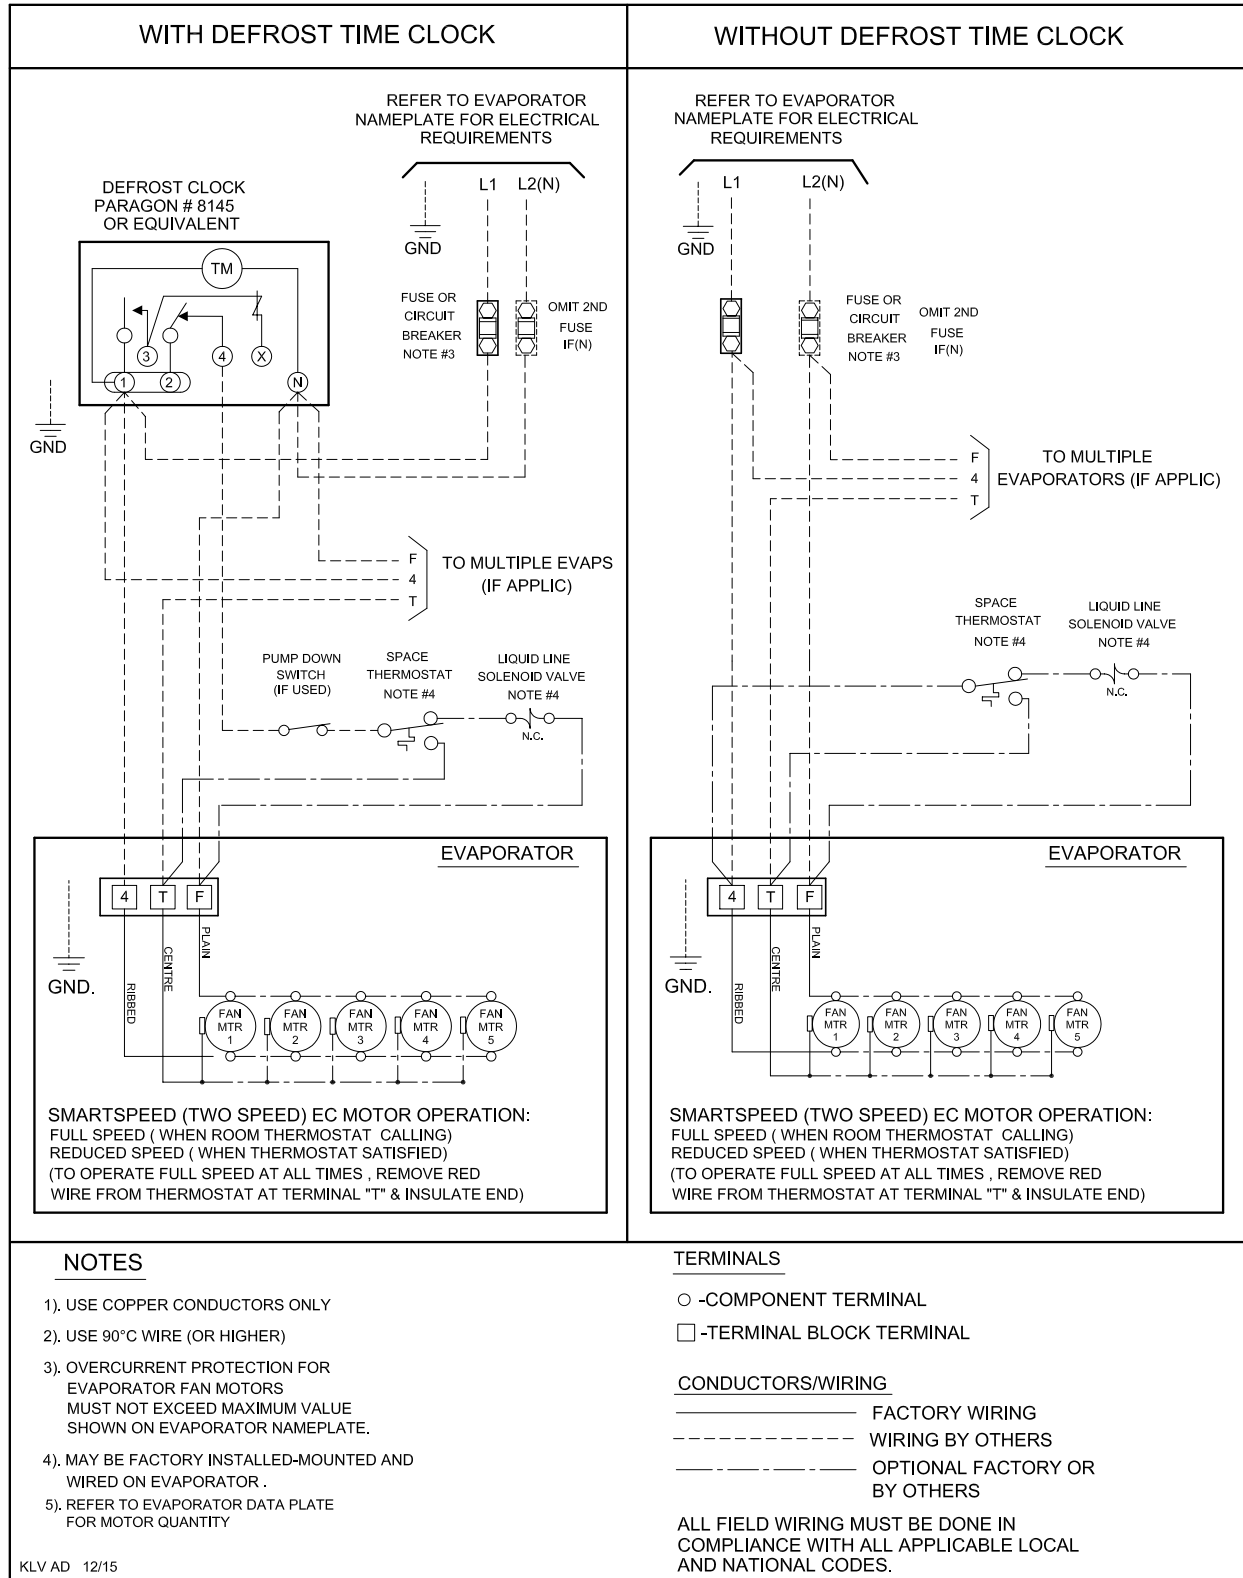 WITH DEFROST TIME CLOCK
REFER TO EVAPORATOR
NAMEPLATE FOR ELECTRICAL
REQUIREMENTS
L1
L2(N)
GND
DEFROST CLOCK
PARAGON # 8145
OR EQUIVALENT
TM
3
4
X
1
2
N
GND
FUSE OR
CIRCUIT
BREAKER
NOTE #3
OMIT 2ND
FUSE
IF(N)
F
4
T
TO MULTIPLE EVAPS
(IF APPLIC)
PUMP DOWN
SWITCH
(IF USED)
SPACE
THERMOSTAT
NOTE #4
LIQUID LINE
SOLENOID VALVE
NOTE #4
N.C.
EVAPORATOR
4
T
F
GND.
RIBBED
CENTRE
PLAIN
FAN
MTR
1
FAN
MTR
2
FAN
MTR
3
FAN
MTR
4
FAN
MTR
5
SMARTSPEED (TWO SPEED) EC MOTOR OPERATION:
FULL SPEED ( WHEN ROOM THERMOSTAT CALLING)
REDUCED SPEED ( WHEN THERMOSTAT SATISFIED)
(TO OPERATE FULL SPEED AT ALL TIMES , REMOVE RED
WIRE FROM THERMOSTAT AT TERMINAL "T" & INSULATE END)
WITHOUT DEFROST TIME CLOCK
REFER TO EVAPORATOR
NAMEPLATE FOR ELECTRICAL
REQUIREMENTS
L1
L2(N)
GND
FUSE OR
CIRCUIT
BREAKER
NOTE #3
OMIT 2ND
FUSE
IF(N)
F
4
T
TO MULTIPLE
EVAPORATORS (IF APPLIC)
SPACE
THERMOSTAT
NOTE #4
LIQUID LINE
SOLENOID VALVE
NOTE #4
N.C.
EVAPORATOR
4
T
F
GND.
RIBBED
CENTRE
PLAIN
FAN
MTR
1
FAN
MTR
2
FAN
MTR
3
FAN
MTR
4
FAN
MTR
5
SMARTSPEED (TWO SPEED) EC MOTOR OPERATION:
FULL SPEED ( WHEN ROOM THERMOSTAT CALLING)
REDUCED SPEED ( WHEN THERMOSTAT SATISFIED)
(TO OPERATE FULL SPEED AT ALL TIMES , REMOVE RED
WIRE FROM THERMOSTAT AT TERMINAL "T" & INSULATE END)
NOTES
1). USE COPPER CONDUCTORS ONLY
2). USE 90°C WIRE (OR HIGHER)
3). OVERCURRENT PROTECTION FOR
EVAPORATOR FAN MOTORS
MUST NOT EXCEED MAXIMUM VALUE
SHOWN ON EVAPORATOR NAMEPLATE.
4). MAY BE FACTORY INSTALLED-MOUNTED AND
WIRED ON EVAPORATOR .
5). REFER TO EVAPORATOR DATA PLATE
FOR MOTOR QUANTITY
KLV AD 12/15
TERMINALS
-COMPONENT TERMINAL
-TERMINAL BLOCK TERMINAL
CONDUCTORS/WIRING
FACTORY WIRING
WIRING BY OTHERS
OPTIONAL FACTORY OR
BY OTHERS
ALL FIELD WIRING MUST BE DONE IN
COMPLIANCE WITH ALL APPLICABLE LOCAL
AND NATIONAL CODES.